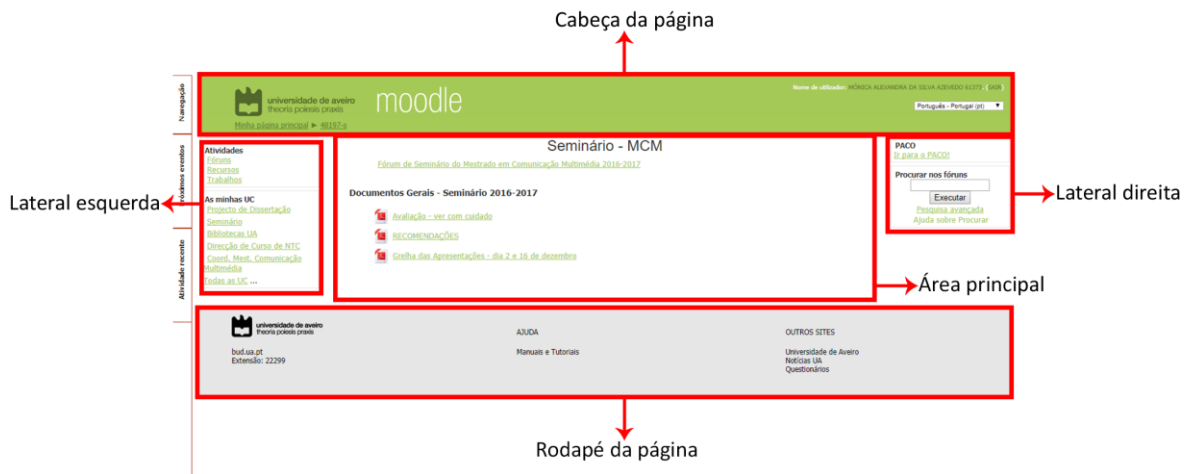 Cabeça da página
Navegação
Próximos eventos
Atividade recente
universidade de aveiro
theoria poiesis praxis
moodle
Nome de utilizador: MÓNICA ALEXANDRA DA SILVA AZEVEDO 61373 ( SAIR )
Português - Portugal (pt)
Minha página principal ► 48197-o
Lateral esquerda
Atividades
Fóruns
Recursos
Trabalhos
As minhas UC
Projecto de Dissertação
Seminário
Bibliotecas UA
Direcção de Curso de NTC
Coord. Mest. Comunicação
Multimédia
Todas as UC ...
Seminário - MCM
Fórum de Seminário do Mestrado em Comunicação Multimédia 2016-2017
Documentos Gerais - Seminário 2016-2017
Avaliação - ver com cuidado
RECOMENDAÇÕES
Grelha das Apresentações - dia 2 e 16 de dezembro
PACO
Ir para o PACO!
Procurar nos fóruns
Executar
Pesquisa avançada
Ajuda sobre Procurar
Lateral direita
Área principal
universidade de aveiro
theoria poiesis praxis
bud.ua.pt
Extensão: 22299
AJUDA
Manuais e Tutoriais
OUTROS SITES
Universidade de Aveiro
Notícias UA
Questionários
Rodapé da página